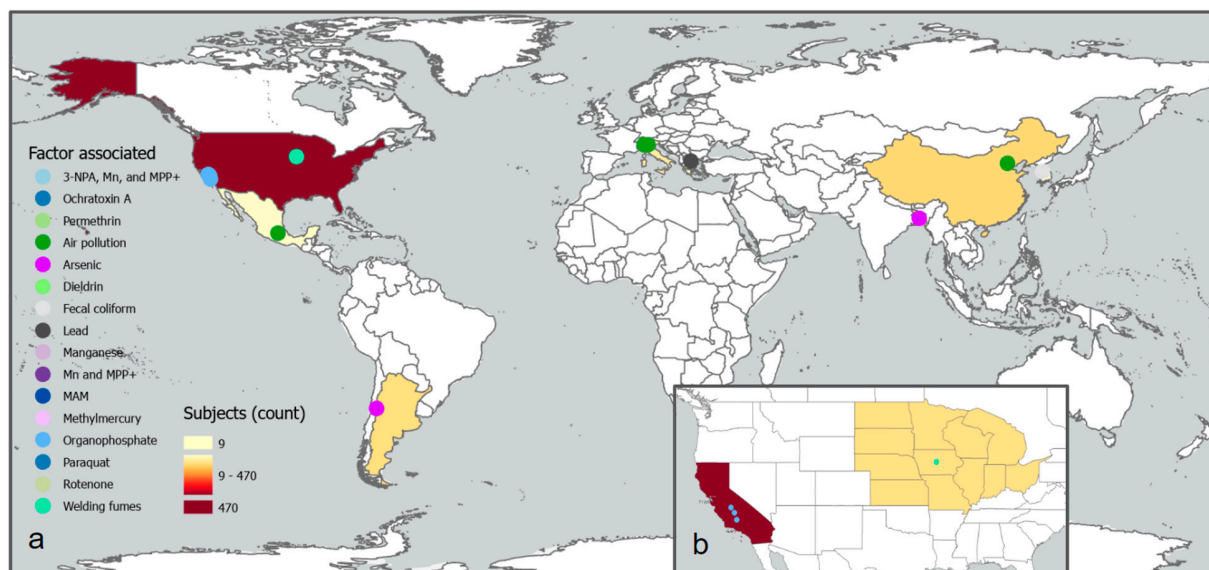 Factor associated
3-NPA, Mn, and MPP+
Ochratoxin A
Permethrin
Air pollution
Arsenic
Dieldrin
Fecal coliform
Lead
Manganese
Mn and MPP+
MAM
Methylmercury
Organophosphate
Paraquat
Rotenone
Welding fumes
Subjects (count)
9
9 - 470
470
a
b